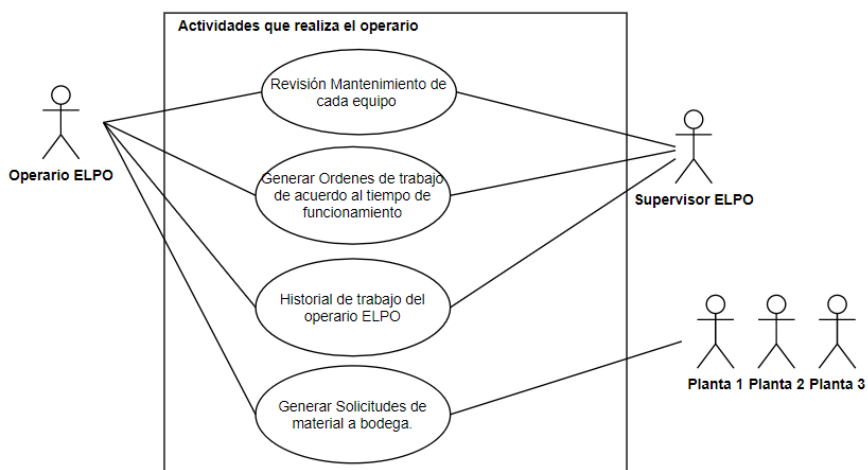 Actividades que realiza el operario
Revisión Mantenimiento de
cada equipo
Operario ELPO
Generar Ordenes de trabajo
de acuerdo al tiempo de
funcionamiento
Supervisor ELPO
Historial de trabajo del
operario ELPO
Planta 1 Planta 2 Planta 3
Generar Solicitudes de
material a bodega.